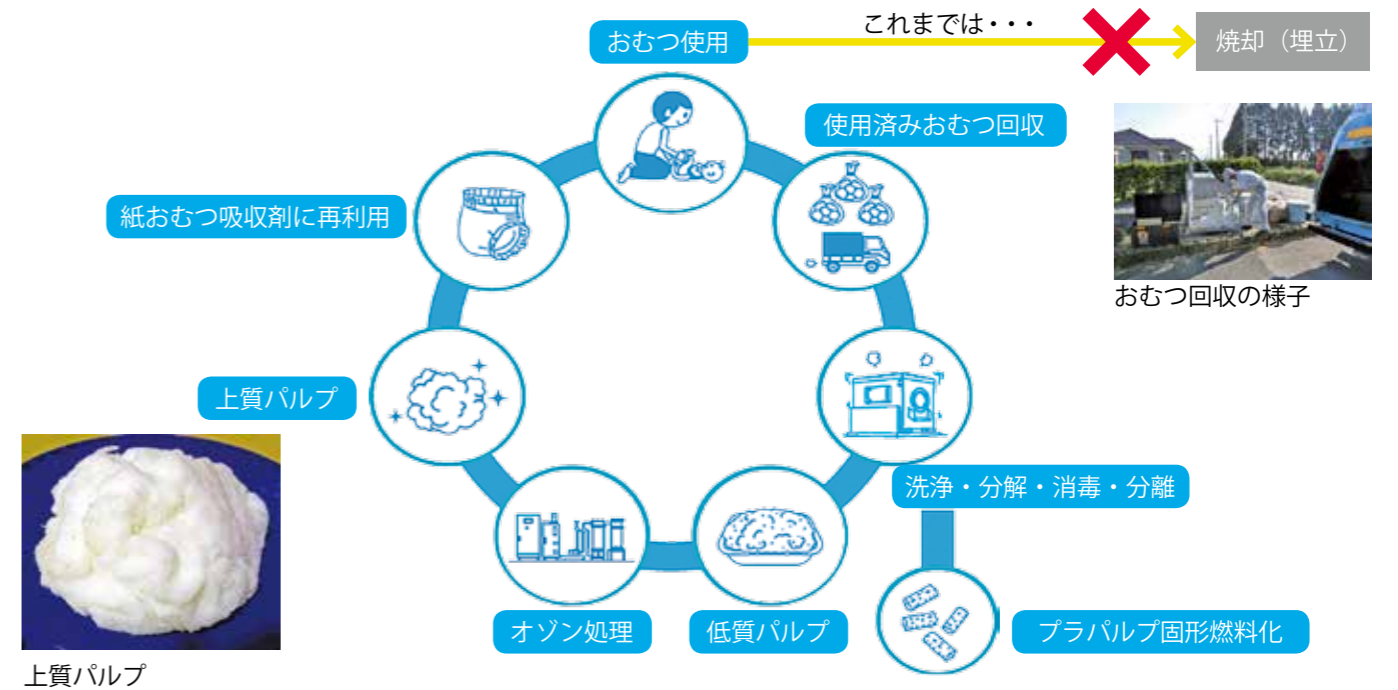 おむつ使用
これまでは・・・
焼却（埋立）
使用済みおむつ回収
おむつ回収の様子
紙おむつ吸収剤に再利用
上質パルプ
洗浄・分解・消毒・分離
オゾン処理
低質パルプ
プラパルプ固形燃料化
上質パルプ